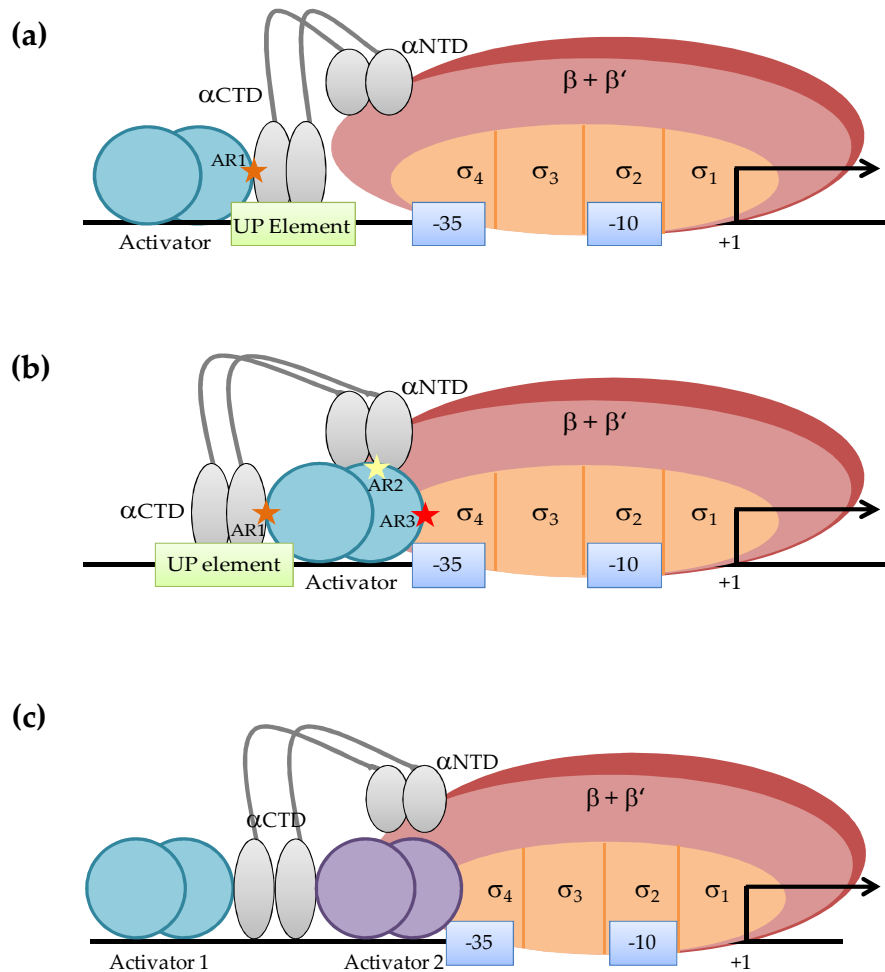 (a)
αNTD
β + β‘
αCTD
AR1
σ4 σ3 σ2 σ1
UP Element -35 -10
Activator +1
(b)
αNTD
β + β‘
AR2
αCTD AR1 AR3 σ4 σ3 σ2 σ1
UP element -35 -10
Activator +1
(c)
αNTD
β + β‘
αCTD
σ4 σ3 σ2 σ1
-35 -10
Activator 1 Activator 2 +1